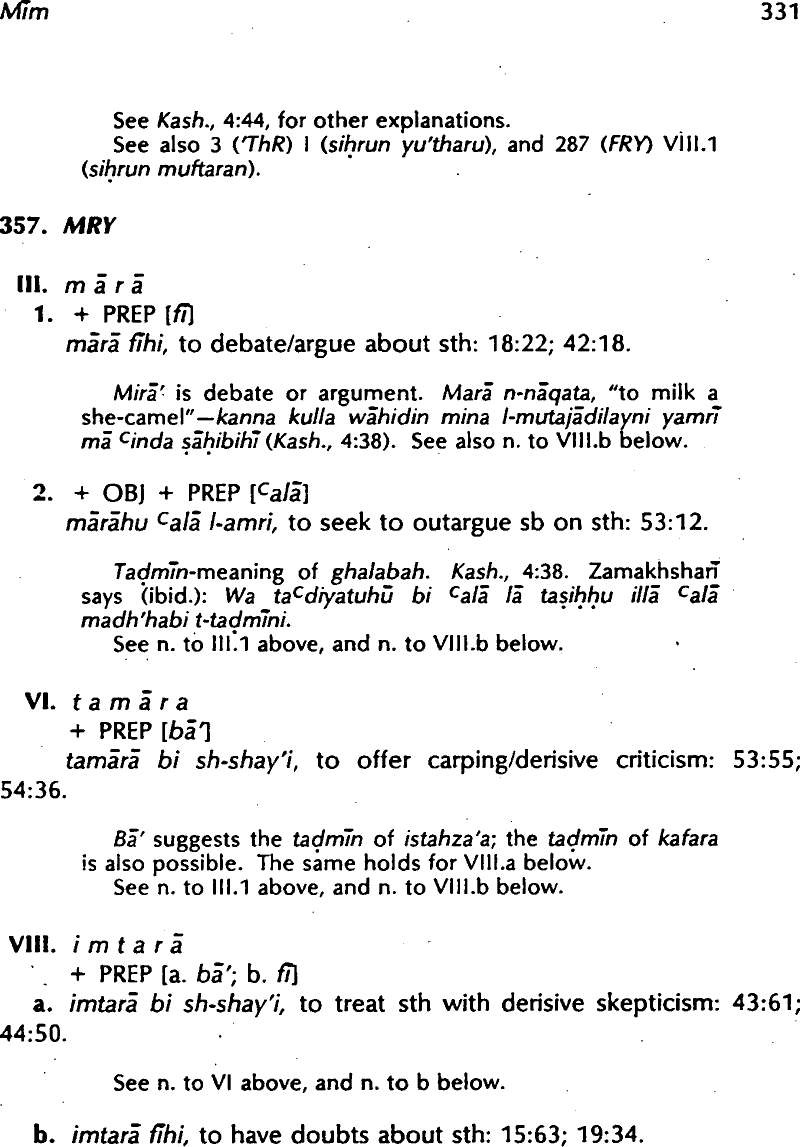 Mīm 331
See Kash., 4:44, for other explanations.
See also 3 (’ThR) I (siḥrun yu’tharu), and 287 (FRY) VIII.1
(siḥrun muftaran).
357. MRY
III. m ā r ā
1. + PREP [fī]
mārā fīhi, to debate/argue about sth: 18:22; 42:18.
Mirā’ is debate or argument. Marā n-nāqata, "to milk a
she-camel"—kanna kulla wāhidin mina l-mutajādilayni yamrī
mā ᶜinda ṣāḥibihī (Kash., 4:38). See also n. to VIII.b below.
2. + OBJ + PREP [ᶜalā]
mārāhu ᶜalā l-amri, to seek to outargue sb on sth: 53:12.
Taḍmīn-meaning of ghalabah. Kash., 4:38. Zamakhsharī
says (ibid.): Wa taᶜdiyatuhū bi ᶜalā lā taṣiḥḥu illā ᶜalā
madh'habi t-taḍmīni.
See n. to III.1 above, and n. to VIII.b below.
VI. t a m ā r a
+ PREP [bā’]
tamārā bi sh-shay’i, to offer carping/derisive criticism: 53:55;
54:36.
Bā’ suggests the taḍmīn of istahza’a; the taḍmīn of kafara
is also possible. The same holds for VIII.a below.
See n. to III.1 above, and n. to VIII.b below.
VIII. i m t a r ā
+ PREP [a. bā’; b. fī]
a. imtarā bi sh-shay’i, to treat sth with derisive skepticism: 43:61;
44:50.
See n. to VI above, and n. to b below.
b. imtarā fīhi, to have doubts about sth: 15:63; 19:34.